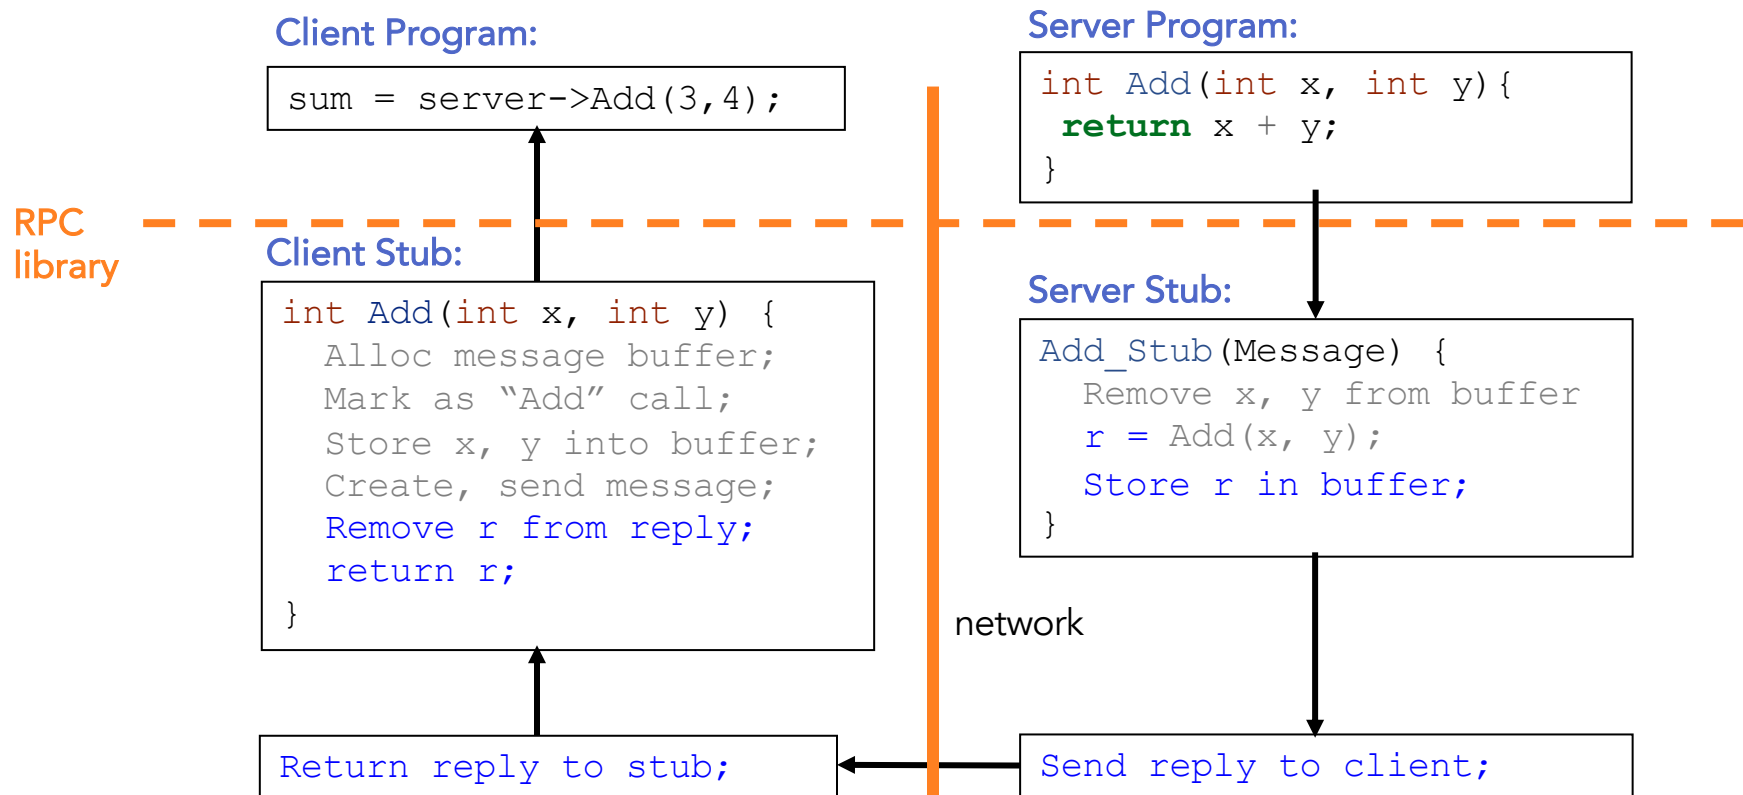 Client Program:
sum = server->Add(3,4);
Server Program:
int Add(int x, int y){
return x + y;
}
RPC
library
Client Stub:
int Add(int x, int y) {
Alloc message buffer;
Mark as “Add” call;
Store x, y into buffer;
Create, send message;
Remove r from reply;
return r;
}
Server Stub:
Add_Stub(Message) {
Remove x, y from buffer
r = Add(x, y);
Store r in buffer;
}
network
Return reply to stub;
Send reply to client;